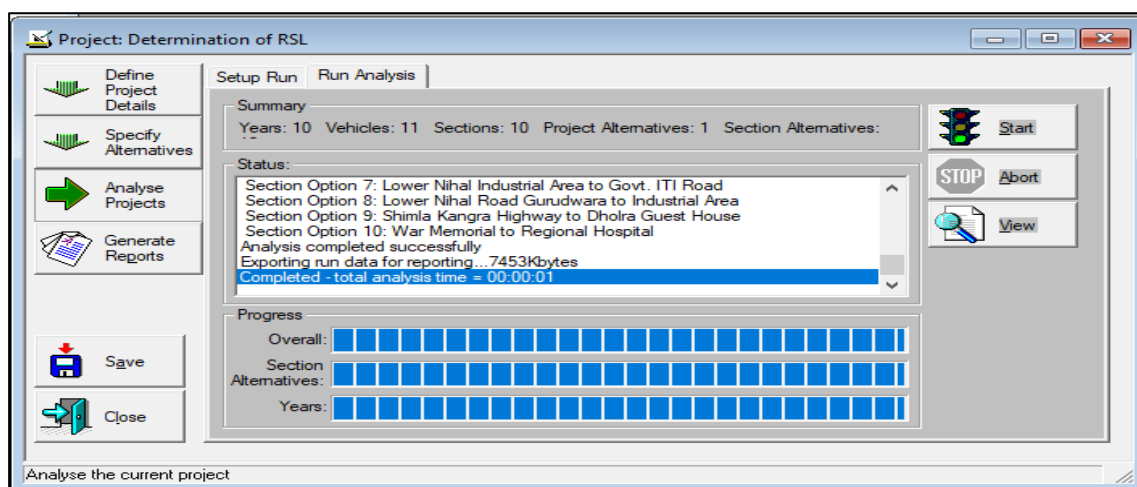 Project: Determination of RSL
Define
Project
Details
Specify
Alternatives
Analyse
Projects
Generate
Reports
Save
Close
Setup Run
Run Analysis
Summary
Years: 10 Vehicles: 11 Sections: 10 Project Alternatives: 1 Section Alternatives:
Status:
Section Option 7: Lower Nihal Industrial Area to Govt. ITI Road
Section Option 8: Lower Nihal Road Gurudwara to Industrial Area
Section Option 9: Shimla Kangra Highway to Dholra Guest House
Section Option 10: War Memorial to Regional Hospital
Analysis completed successfully
Exporting run data for reporting...7453Kbytes
Completed - total analysis time = 00:00:01
Progress
Overall:
Section
Alternatives:
Years:
Start
STOP
Abort
View
Analyse the current project